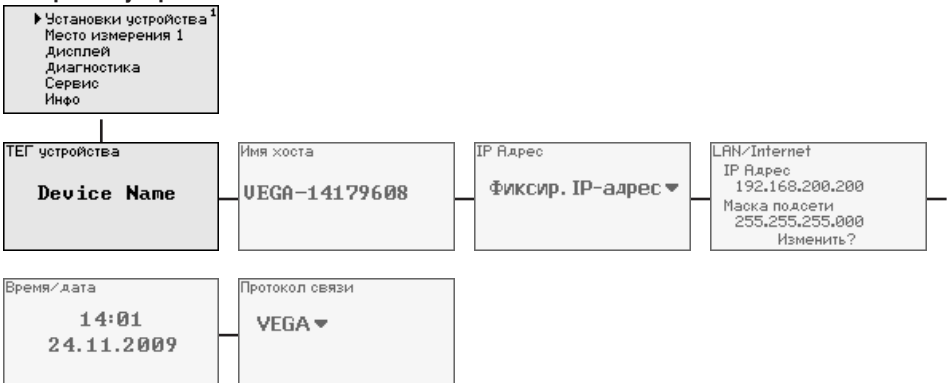 Установки устройства 1
Место измерения 1
Дисплей
Диагностика
Сервис
Инфо
ТЕГ устройства
Device Name
Имя хоста
VEGA-14179608
IP Адрес
Фиксир. IP-адрес
LAN/Internet
IP Адрес
192.168.200.200
Маска подсети
255.255.255.000
Изменить?
Время/дата
14:01
24.11.2009
Протокол связи
VEGA